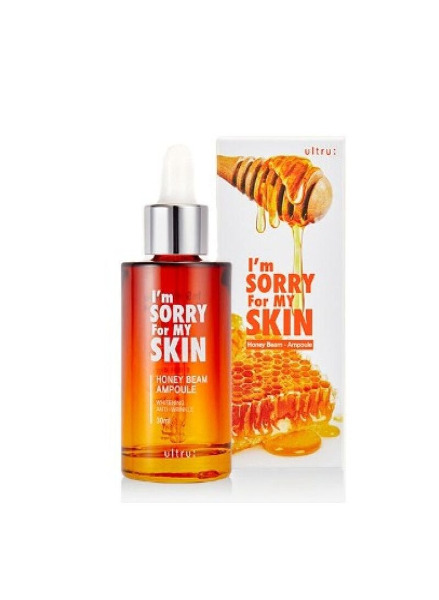 ultru:
I'm
SORRY
For MY
SKIN
Honey Beam - Ampoule
I'm
SORRY
For MY
SKIN
HONEY BEAM
AMPOULE
WHITENING
ANTI-WRINKLE
30ml
ultru: